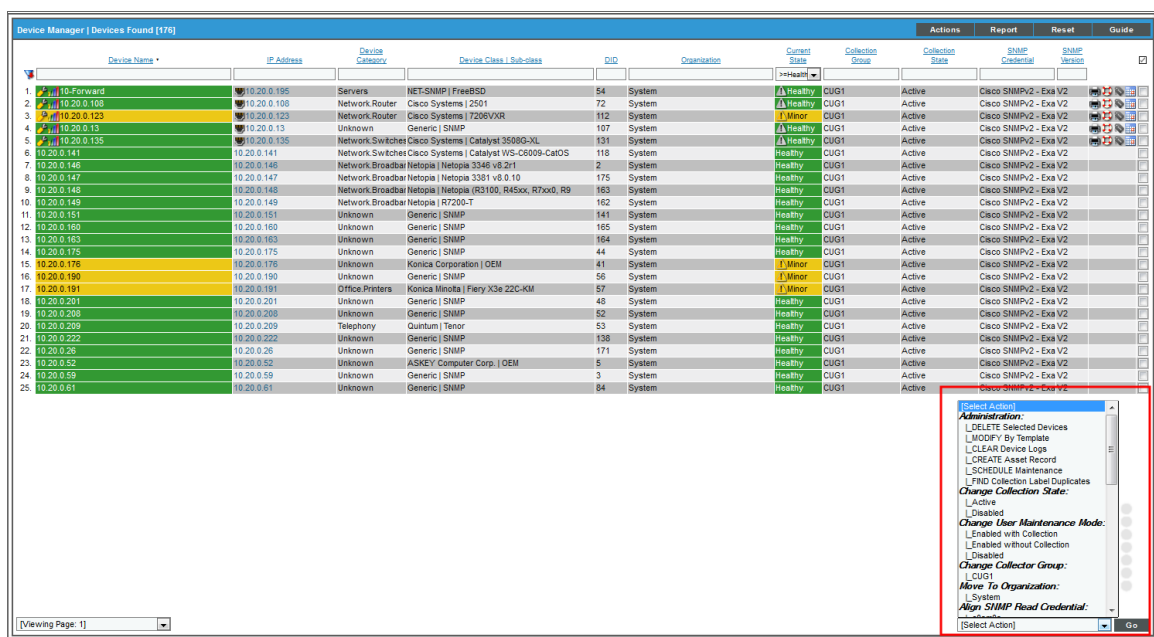 Device Manager | Devices Found [176] Actions Report Reset Guide
Device Name • IP Address Device Category Device Class | Sub-class DID Organization Current State Collection Group Collection State SNMP Credential SNMP Version
>=Health
1. 10-Forward 10.20.0.195 Servers NET-SNMP | FreeBSD 54 System Healthy CUG1 Active Cisco SNMPv2 - Exa V2
2. 10.20.0.108 10.20.0.108 Network.Router Cisco Systems | 2501 72 System Healthy CUG1 Active Cisco SNMPv2 - Exa V2
3. 10.20.0.123 10.20.0.123 Network.Router Cisco Systems | 7206VXR 112 System Minor CUG1 Active Cisco SNMPv2 - Exa V2
4. 10.20.0.13 10.20.0.13 Unknown Generic | SNMP 107 System Healthy CUG1 Active Cisco SNMPv2 - Exa V2
5. 10.20.0.135 10.20.0.135 Network.Switches Cisco Systems | Catalyst 3508G-XL 131 System Healthy CUG1 Active Cisco SNMPv2 - Exa V2
6. 10.20.0.141 10.20.0.141 Network.Switches Cisco Systems | Catalyst WS-C6009-CatOS 118 System Healthy CUG1 Active Cisco SNMPv2 - Exa V2
7. 10.20.0.146 10.20.0.146 Network.Broadbar Netopia | Netopia 3346 v8.2r1 2 System Healthy CUG1 Active Cisco SNMPv2 - Exa V2
8. 10.20.0.147 10.20.0.147 Network.Broadbar Netopia | Netopia 3381 v8.0.10 175 System Healthy CUG1 Active Cisco SNMPv2 - Exa V2
9. 10.20.0.148 10.20.0.148 Network.Broadbar Netopia | Netopia (R3100, R45xx, R7xx0, R9 163 System Healthy CUG1 Active Cisco SNMPv2 - Exa V2
10. 10.20.0.149 10.20.0.149 Network.Broadbar Netopia | R7200-T 162 System Healthy CUG1 Active Cisco SNMPv2 - Exa V2
11. 10.20.0.151 10.20.0.151 Unknown Generic | SNMP 141 System Healthy CUG1 Active Cisco SNMPv2 - Exa V2
12. 10.20.0.160 10.20.0.160 Unknown Generic | SNMP 165 System Healthy CUG1 Active Cisco SNMPv2 - Exa V2
13. 10.20.0.163 10.20.0.163 Unknown Generic | SNMP 164 System Healthy CUG1 Active Cisco SNMPv2 - Exa V2
14. 10.20.0.175 10.20.0.175 Unknown Generic | SNMP 44 System Healthy CUG1 Active Cisco SNMPv2 - Exa V2
15. 10.20.0.176 10.20.0.176 Unknown Konica Corporation | OEM 41 System Minor CUG1 Active Cisco SNMPv2 - Exa V2
16. 10.20.0.190 10.20.0.190 Unknown Generic | SNMP 56 System Minor CUG1 Active Cisco SNMPv2 - Exa V2
17. 10.20.0.191 10.20.0.191 Office.Printers Konica Minolta | Fiery X3e 22C-KM 57 System Minor CUG1 Active Cisco SNMPv2 - Exa V2
18. 10.20.0.201 10.20.0.201 Unknown Generic | SNMP 48 System Healthy CUG1 Active Cisco SNMPv2 - Exa V2
19. 10.20.0.208 10.20.0.208 Unknown Generic | SNMP 52 System Healthy CUG1 Active Cisco SNMPv2 - Exa V2
20. 10.20.0.209 10.20.0.209 Telephony Quintum | Tenor 53 System Healthy CUG1 Active Cisco SNMPv2 - Exa V2
21. 10.20.0.222 10.20.0.222 Unknown Generic | SNMP 138 System Healthy CUG1 Active Cisco SNMPv2 - Exa V2
22. 10.20.0.26 10.20.0.26 Unknown Generic | SNMP 171 System Healthy CUG1 Active Cisco SNMPv2 - Exa V2
23. 10.20.0.52 10.20.0.52 Unknown ASKEY Computer Corp. | OEM 5 System Healthy CUG1 Active Cisco SNMPv2 - Exa V2
24. 10.20.0.59 10.20.0.59 Unknown Generic | SNMP 3 System Healthy CUG1 Active Cisco SNMPv2 - Exa V2
25. 10.20.0.61 10.20.0.61 Unknown Generic | SNMP 84 System Healthy CUG1 Active Cisco SNMPv2 - Exa V2
[Select Action]
Administration:
|_DELETE Selected Devices
|_MODIFY By Template
|_CLEAR Device Logs
|_CREATE Asset Record
|_SCHEDULE Maintenance
|_FIND Collection Label Duplicates
Change Collection State:
|_Active
|_Disabled
Change User Maintenance Mode:
|_Enabled with Collection
|_Enabled without Collection
|_Disabled
Change Collector Group:
|_CUG1
Move To Organization:
|_System
Align SNMP Read Credential:
[Viewing Page: 1] [Select Action] Go